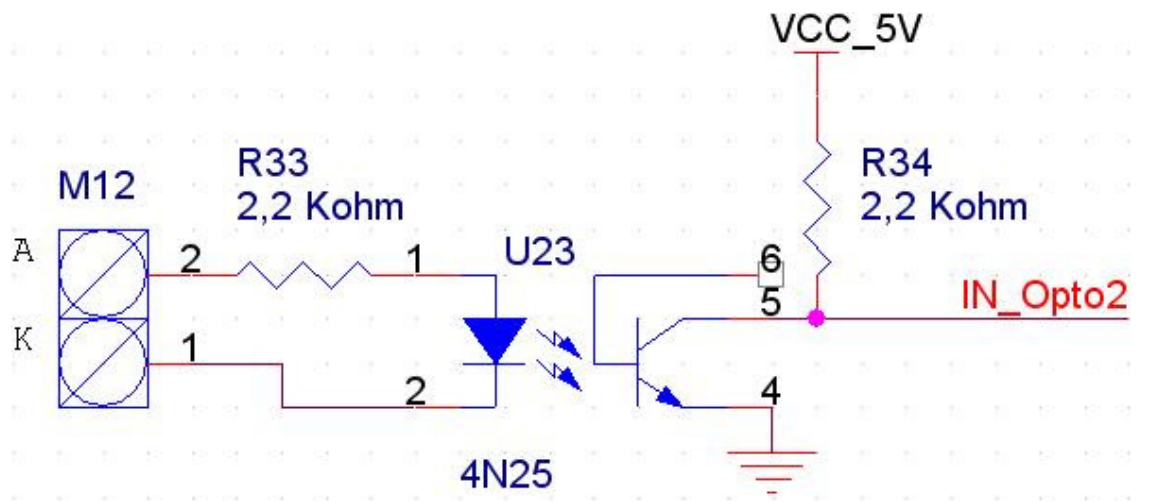 VCC_5V
R33
2,2 Kohm
R34
2,2 Kohm
M12
A
2
1
U23
6
5
IN_Opto2
K
1
2
4
4N25